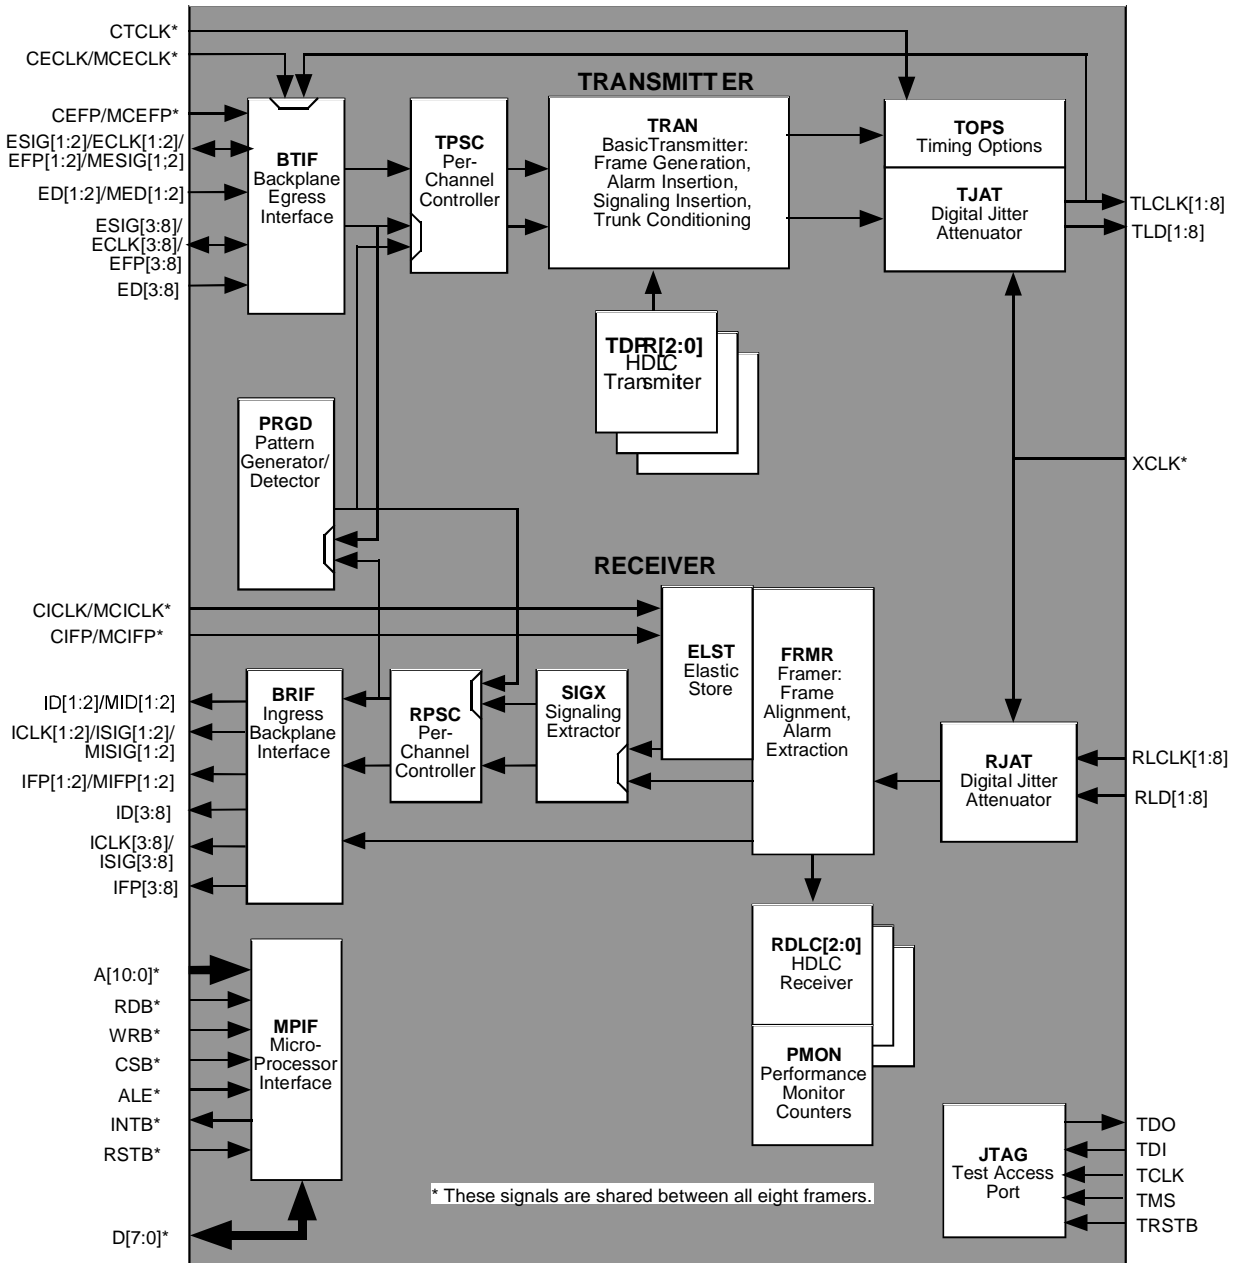 CTCLK*
CECLK/MCECLK*
CEFP/MCEFP*
ESIG[1:2]/ECLK[1:2]/
EFP[1:2]/MESIG[1;2]
ED[1:2]/MED[1:2]
ESIG[3:8]/
ECLK[3:8]/
EFP[3:8]
ED[3:8]
BTIF
Backplane
Egress
Interface
TPSC
Per-
Channel
Controller
TRANSMITTER
TRAN
BasicTransmitter:
Frame Generation,
Alarm Insertion,
Signaling Insertion,
Trunk Conditioning
TOPS
Timing Options
TJAT
Digital Jitter
Attenuator
TLCLK[1:8]
TLD[1:8]
TDPR[2:0]
HDLC
Transmitter
PRGD
Pattern
Generator/
Detector
XCLK*
RECEIVER
CICLK/MCICLK*
CIFP/MCIFP*
ELST
Elastic
Store
FRMR
Framer:
Frame
Alignment,
Alarm
Extraction
ID[1:2]/MID[1:2]
ICLK[1:2]/ISIG[1:2]/
MISIG[1:2]
IFP[1:2]/MIFP[1:2]
ID[3:8]
ICLK[3:8]/
ISIG[3:8]
IFP[3:8]
BRIF
Ingress
Backplane
Interface
RPSC
Per-
Channel
Controller
SIGX
Signaling
Extractor
RJAT
Digital Jitter
Attenuator
RLCLK[1:8]
RLD[1:8]
RDLC[2:0]
HDLC
Receiver
PMON
Performance
Monitor
Counters
A[10:0]*
RDB*
WRB*
CSB*
ALE*
INTB*
RSTB*
D[7:0]*
MPIF
Micro-
Processor
Interface
JTAG
Test Access
Port
TDO
TDI
TCLK
TMS
TRSTB
* These signals are shared between all eight framers.